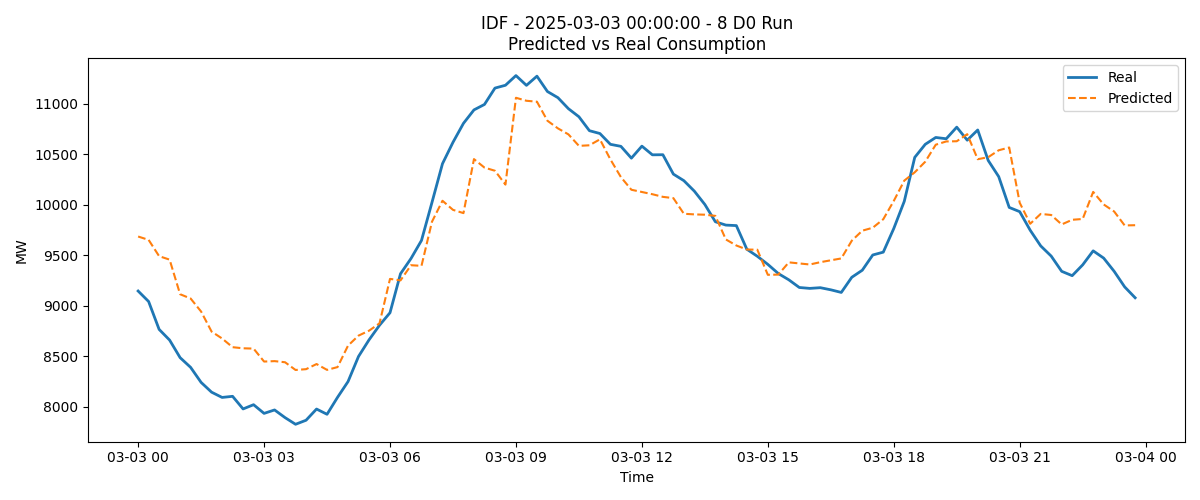 IDF - 2025-03-03 00:00:00 - 8 D0 Run
Predicted vs Real Consumption
Real
Predicted
MW
11000
10500
10000
9500
9000
8500
8000
03-03 00
03-03 03
03-03 06
03-03 09
03-03 12
03-03 15
03-03 18
03-03 21
03-04 00
Time